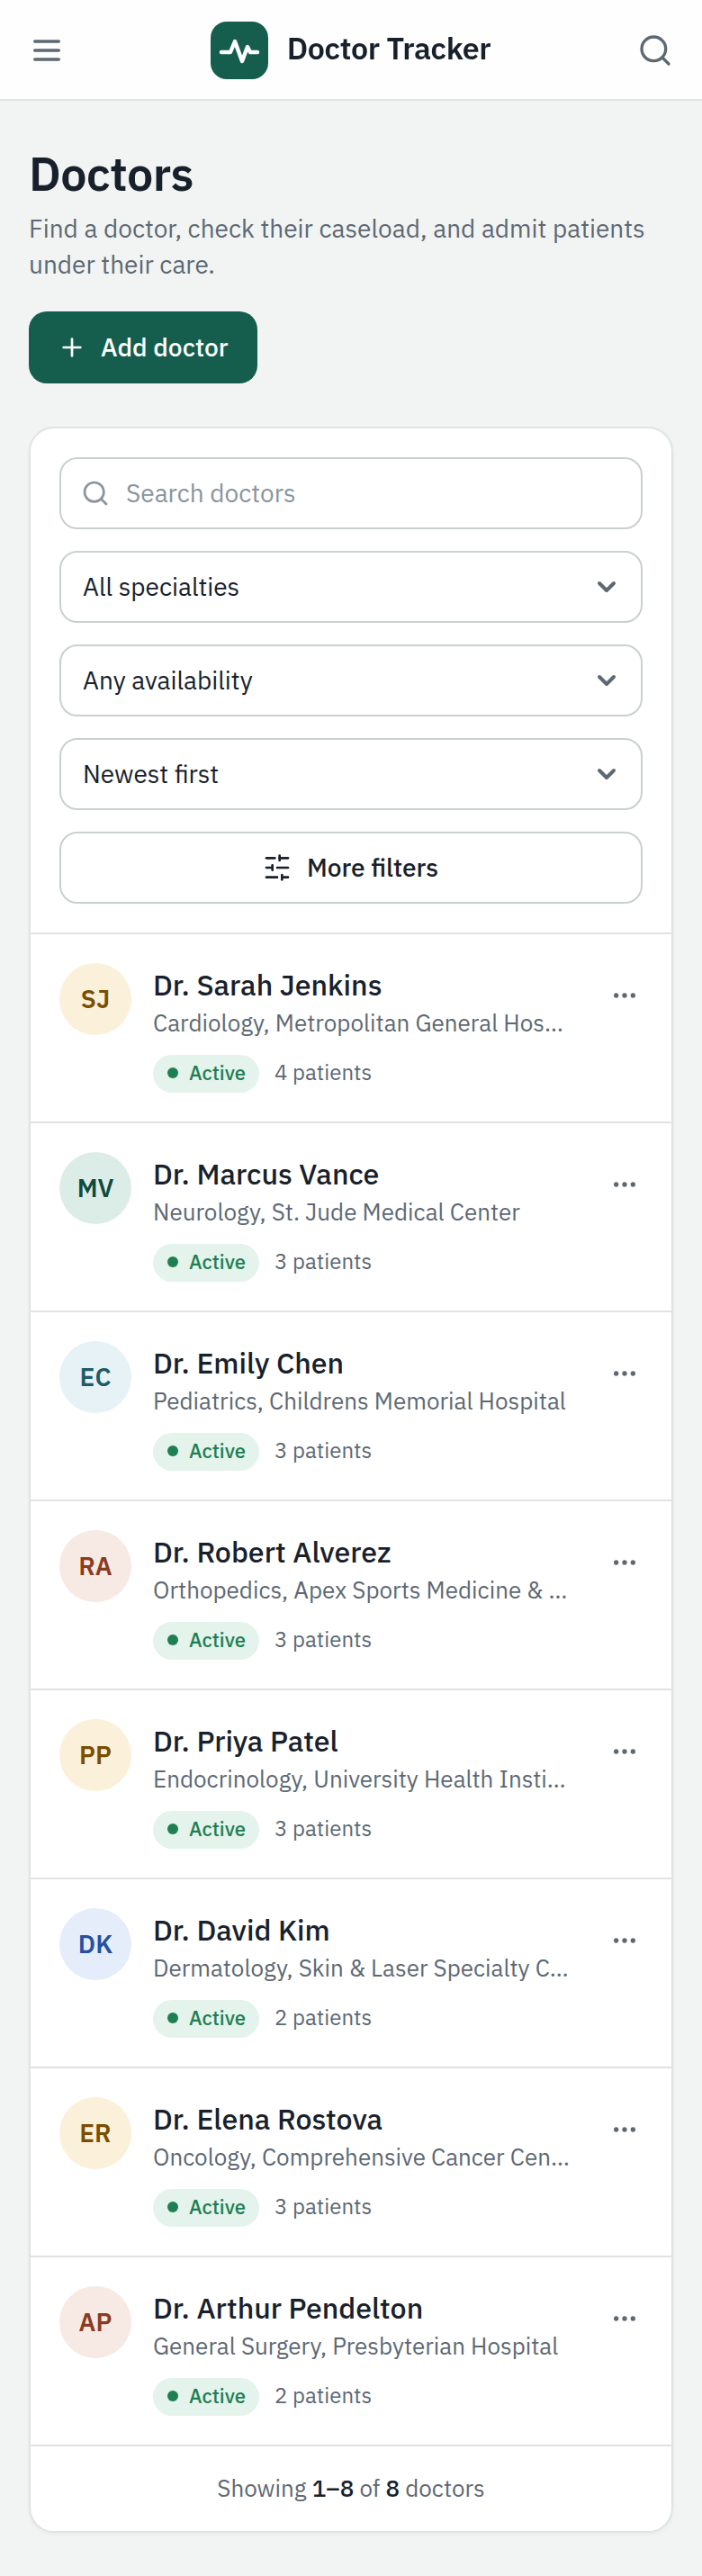 Doctor Tracker
Doctors
Find a doctor, check their caseload, and admit patients
under their care.
Add doctor
Search doctors
All specialties
Any availability
Newest first
More filters
SJ
Dr. Sarah Jenkins
Cardiology, Metropolitan General Hos...
Active 4 patients
MV
Dr. Marcus Vance
Neurology, St. Jude Medical Center
Active 3 patients
EC
Dr. Emily Chen
Pediatrics, Childrens Memorial Hospital
Active 3 patients
RA
Dr. Robert Alverez
Orthopedics, Apex Sports Medicine & ...
Active 3 patients
PP
Dr. Priya Patel
Endocrinology, University Health Insti...
Active 3 patients
DK
Dr. David Kim
Dermatology, Skin & Laser Specialty C...
Active 2 patients
ER
Dr. Elena Rostova
Oncology, Comprehensive Cancer Cen...
Active 3 patients
AP
Dr. Arthur Pendelton
General Surgery, Presbyterian Hospital
Active 2 patients
Showing 1–8 of 8 doctors